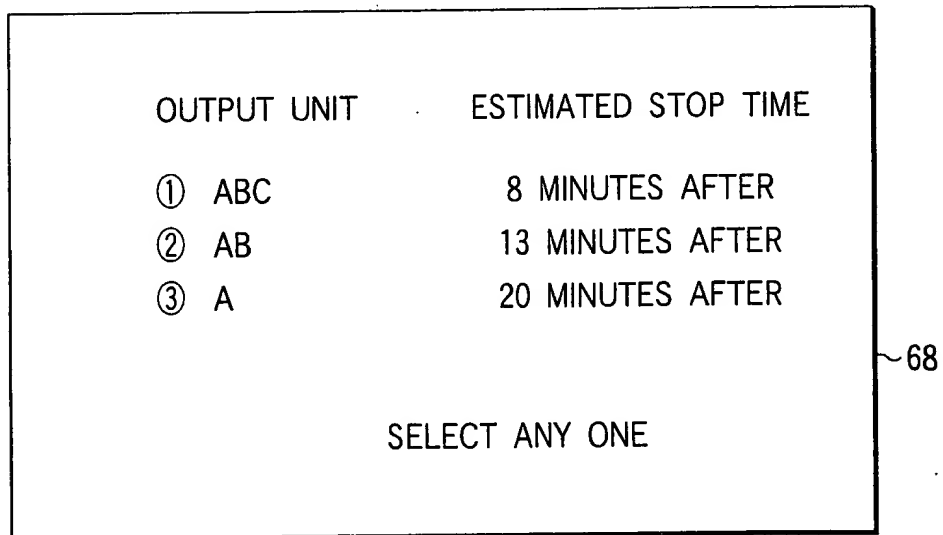 OUTPUT UNIT ESTIMATED STOP TIME
① ABC 8 MINUTES AFTER
② AB 13 MINUTES AFTER
③ A 20 MINUTES AFTER
68
SELECT ANY ONE